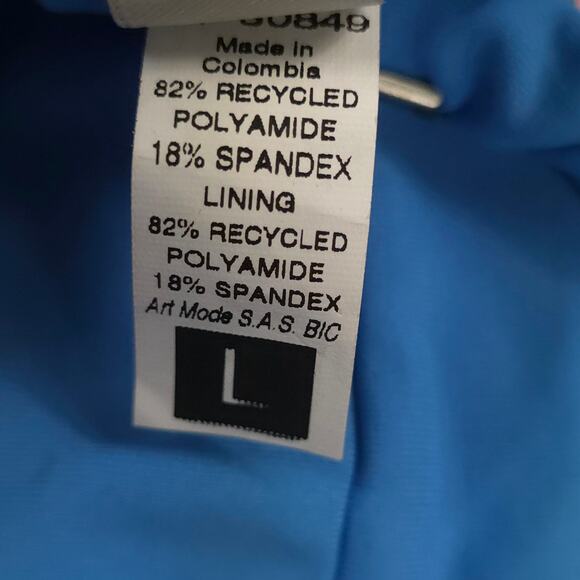 Made in
Colombia
82% RECYCLED
POLYAMIDE
18% SPANDEX
LINING
82% RECYCLED
POLYAMIDE
18% SPANDEX
Art Mode S.A.S. BIC
L